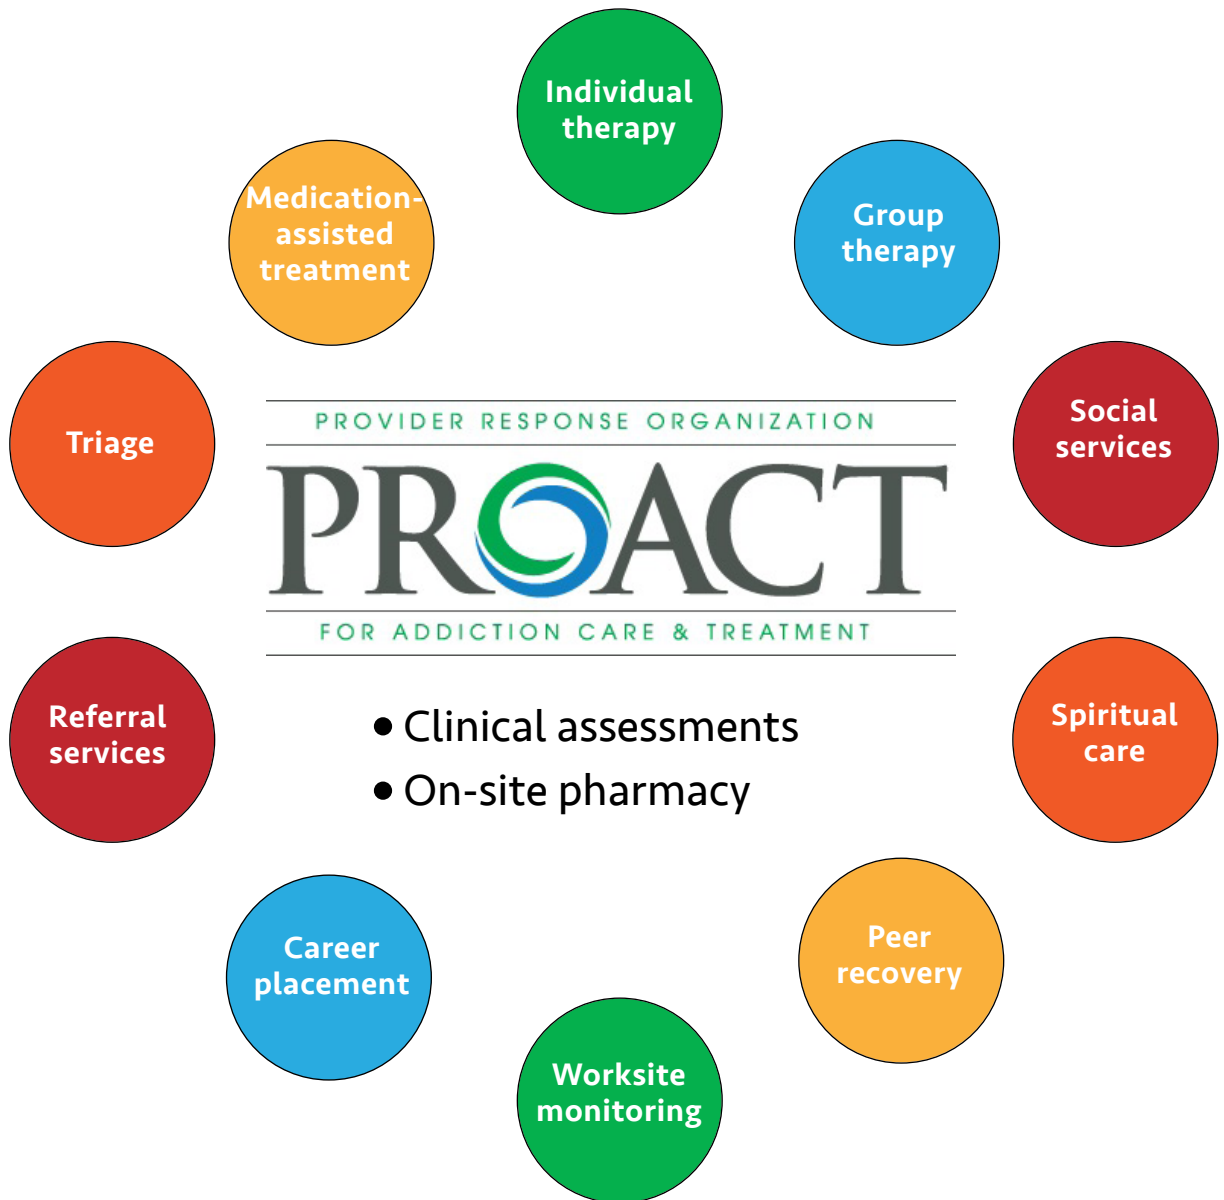 Individual
therapy
Medication-
assisted
treatment
Group
therapy
Triage
Social
services
PROVIDER RESPONSE ORGANIZATION
PROACT
FOR ADDICTION CARE & TREATMENT
Referral
services
• Clinical assessments
• On-site pharmacy
Spiritual
care
Career
placement
Peer
recovery
Worksite
monitoring